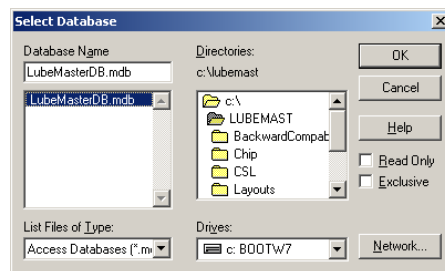 Select Database
Database Name
LubeMasterDB.mdb
LubeMasterDB.mdb
List Files of Type:
Access Databases (*.m
Directories:
c:\lubemast
c:\
LUBEMAST
BackwardCompat
Chip
CSL
Layouts
Drives:
c: BOOTW7
OK
Cancel
Help
Read Only
Exclusive
Network...